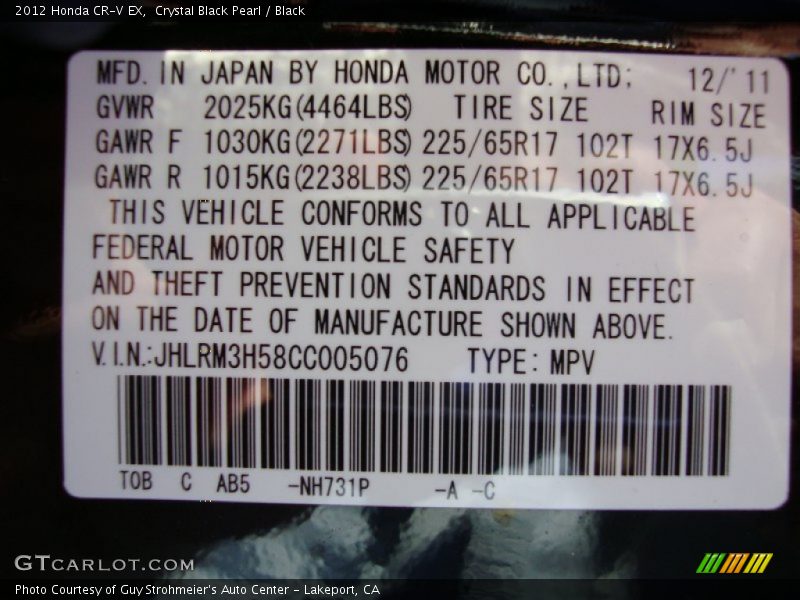 2012 Honda CR-V EX,  Crystal Black Pearl / Black
MFD. IN JAPAN BY HONDA MOTOR CO., LTD; 12/'11
GVWR 2025KG(4464LBS) TIRE SIZE RIM SIZE
GAWR F 1030KG(2271LBS) 225/65R17 102T 17X6.5J
GAWR R 1015KG(2238LBS) 225/65R17 102T 17X6.5J
THIS VEHICLE CONFORMS TO ALL APPLICABLE
FEDERAL MOTOR VEHICLE SAFETY
AND THEFT PREVENTION STANDARDS IN EFFECT
ON THE DATE OF MANUFACTURE SHOWN ABOVE.
V.I.N.:JHLRM3H58CC005076 TYPE: MPV
TOB C AB5 -NH731P -A -C
GTCARLOT.COM
Photo Courtesy of Guy Strohmeier's Auto Center - Lakeport, CA